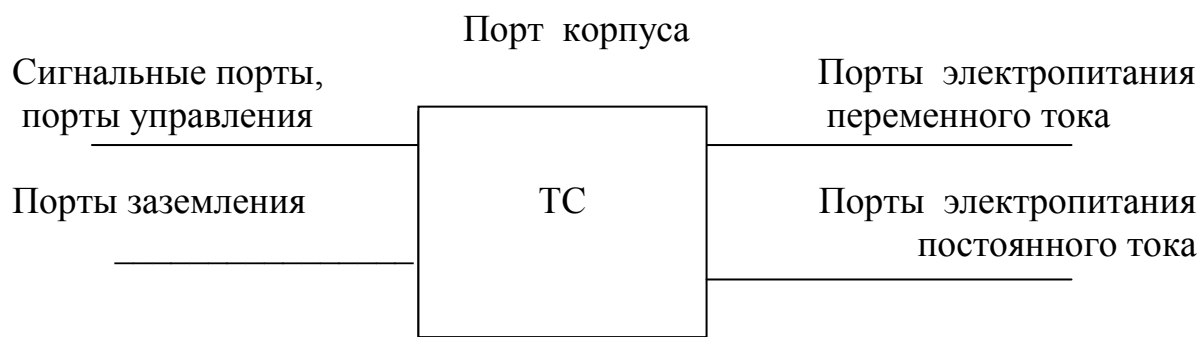 Порт корпуса
Сигнальные порты,
порты управления
Порты электропитания
переменного тока
Порты заземления
ТС
Порты электропитания
постоянного тока